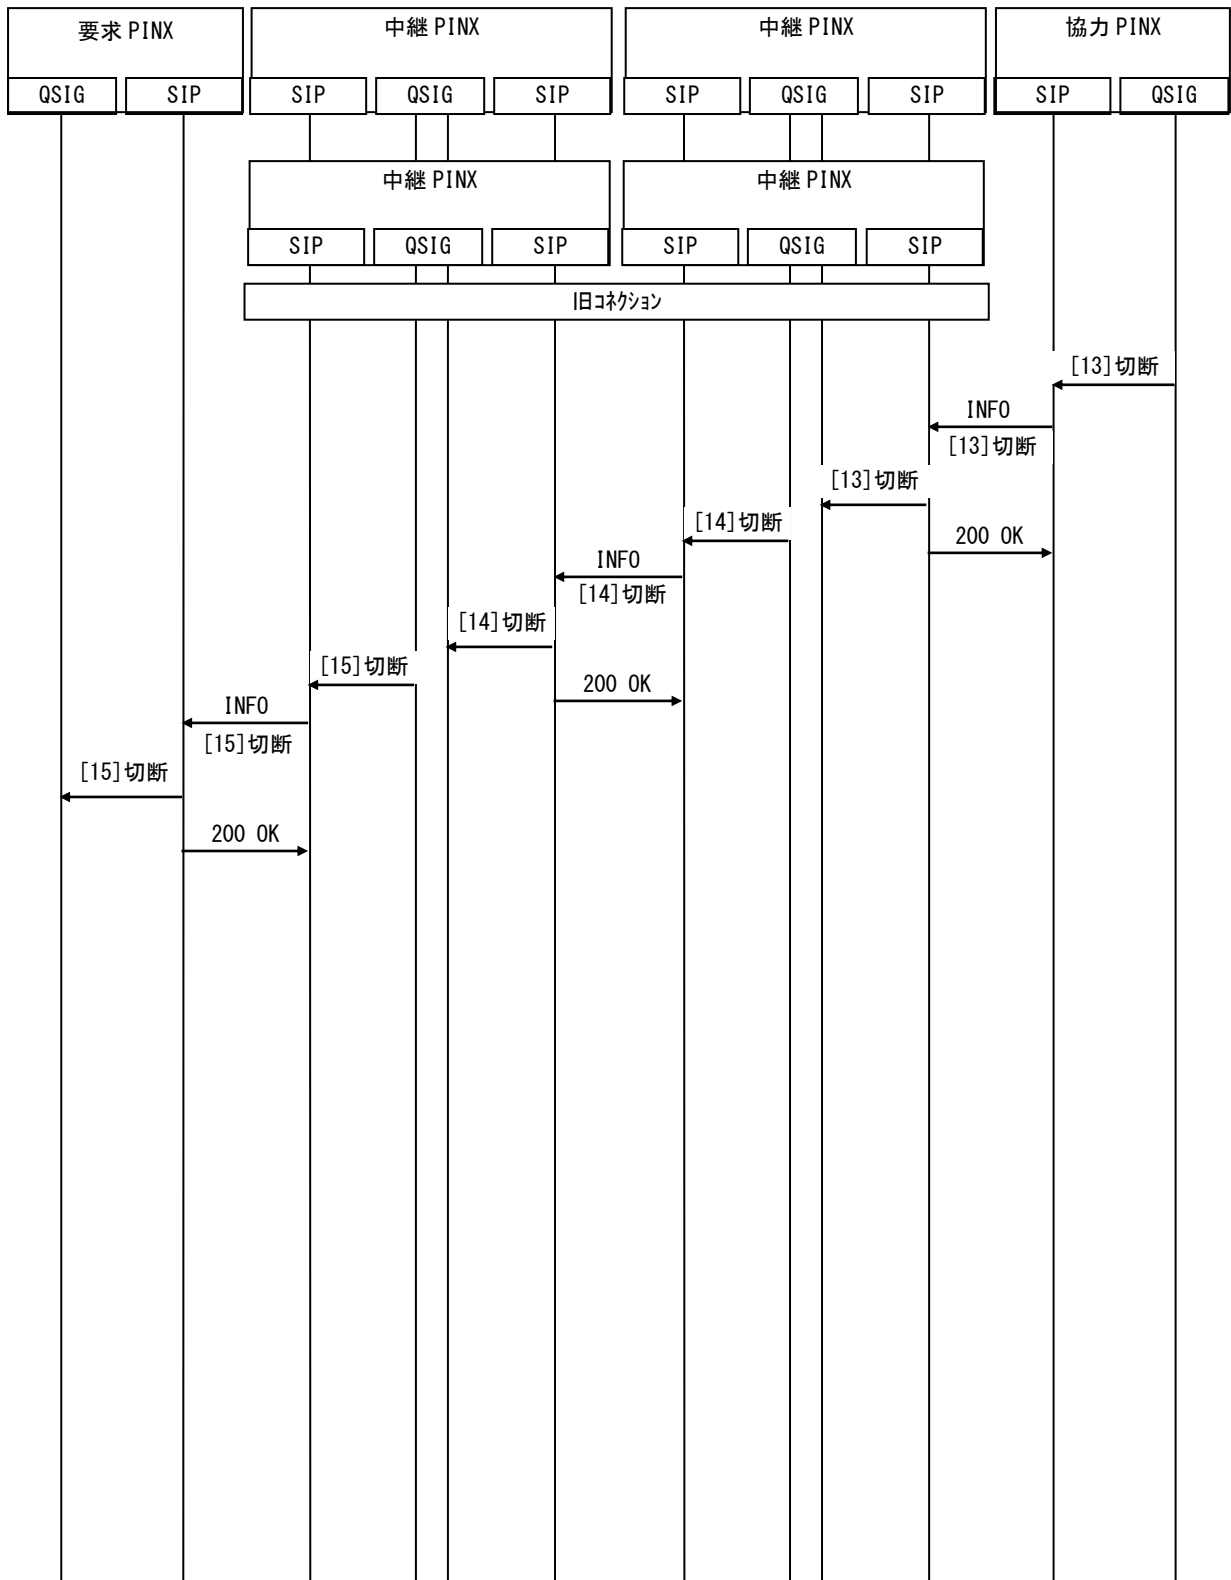 要求 PINX
中継 PINX
中継 PINX
協力 PINX
QSIG
SIP
SIP
QSIG
SIP
SIP
QSIG
SIP
SIP
QSIG
中継 PINX
中継 PINX
SIP
QSIG
SIP
SIP
QSIG
SIP
旧ｺﾈｸｼｮﾝ
[13]切断
INFO
[13]切断
[13]切断
[14]切断
200 OK
INFO
[14]切断
[14]切断
[15]切断
200 OK
INFO
[15]切断
[15]切断
200 OK